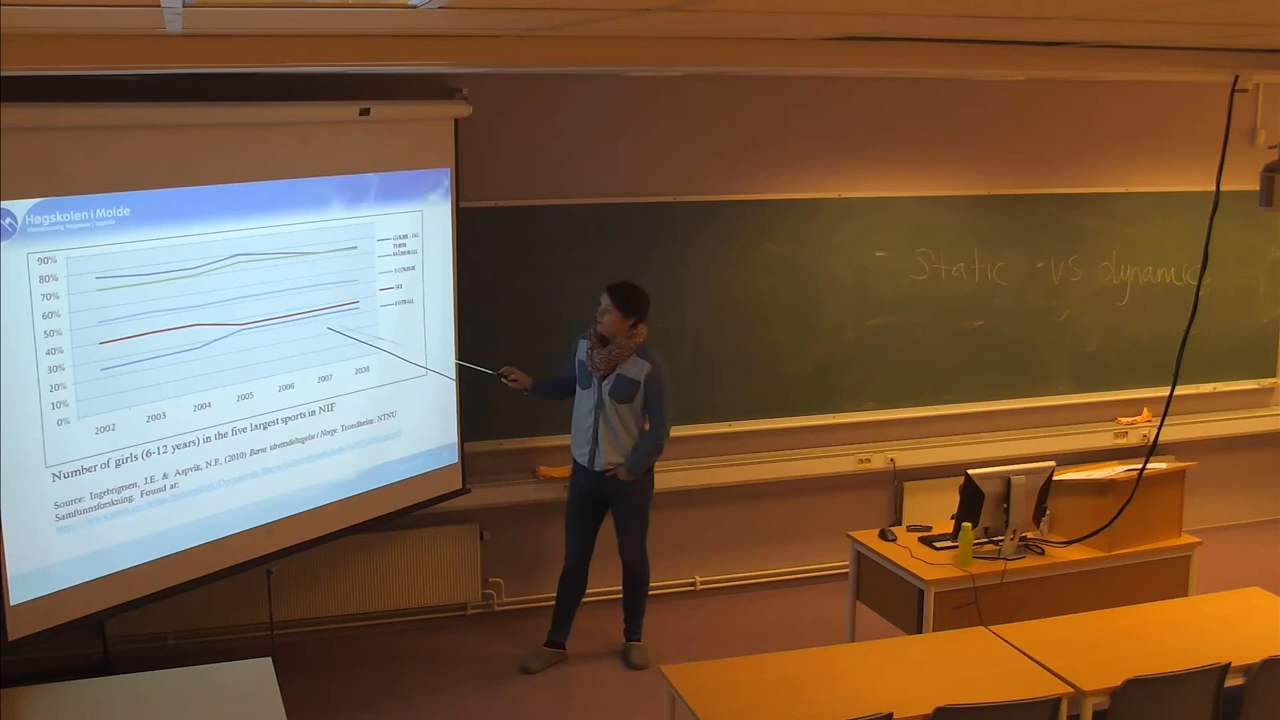 Høgskolen i Molde
90%
80%
70%
60%
50%
40%
30%
20%
10%
0%
2002 2003 2004 2005 2006 2007 2008
Number of girls (6-12 years) in the five largest sports in NIF
Source: Ingebrigtsen, J.E. & Aspvik, N.P., (2010) Barns idrettsdeltagelse i Norge. Trondheim: NTNU
Samfunnsforskning. Found at:
- Static - vs dynamic